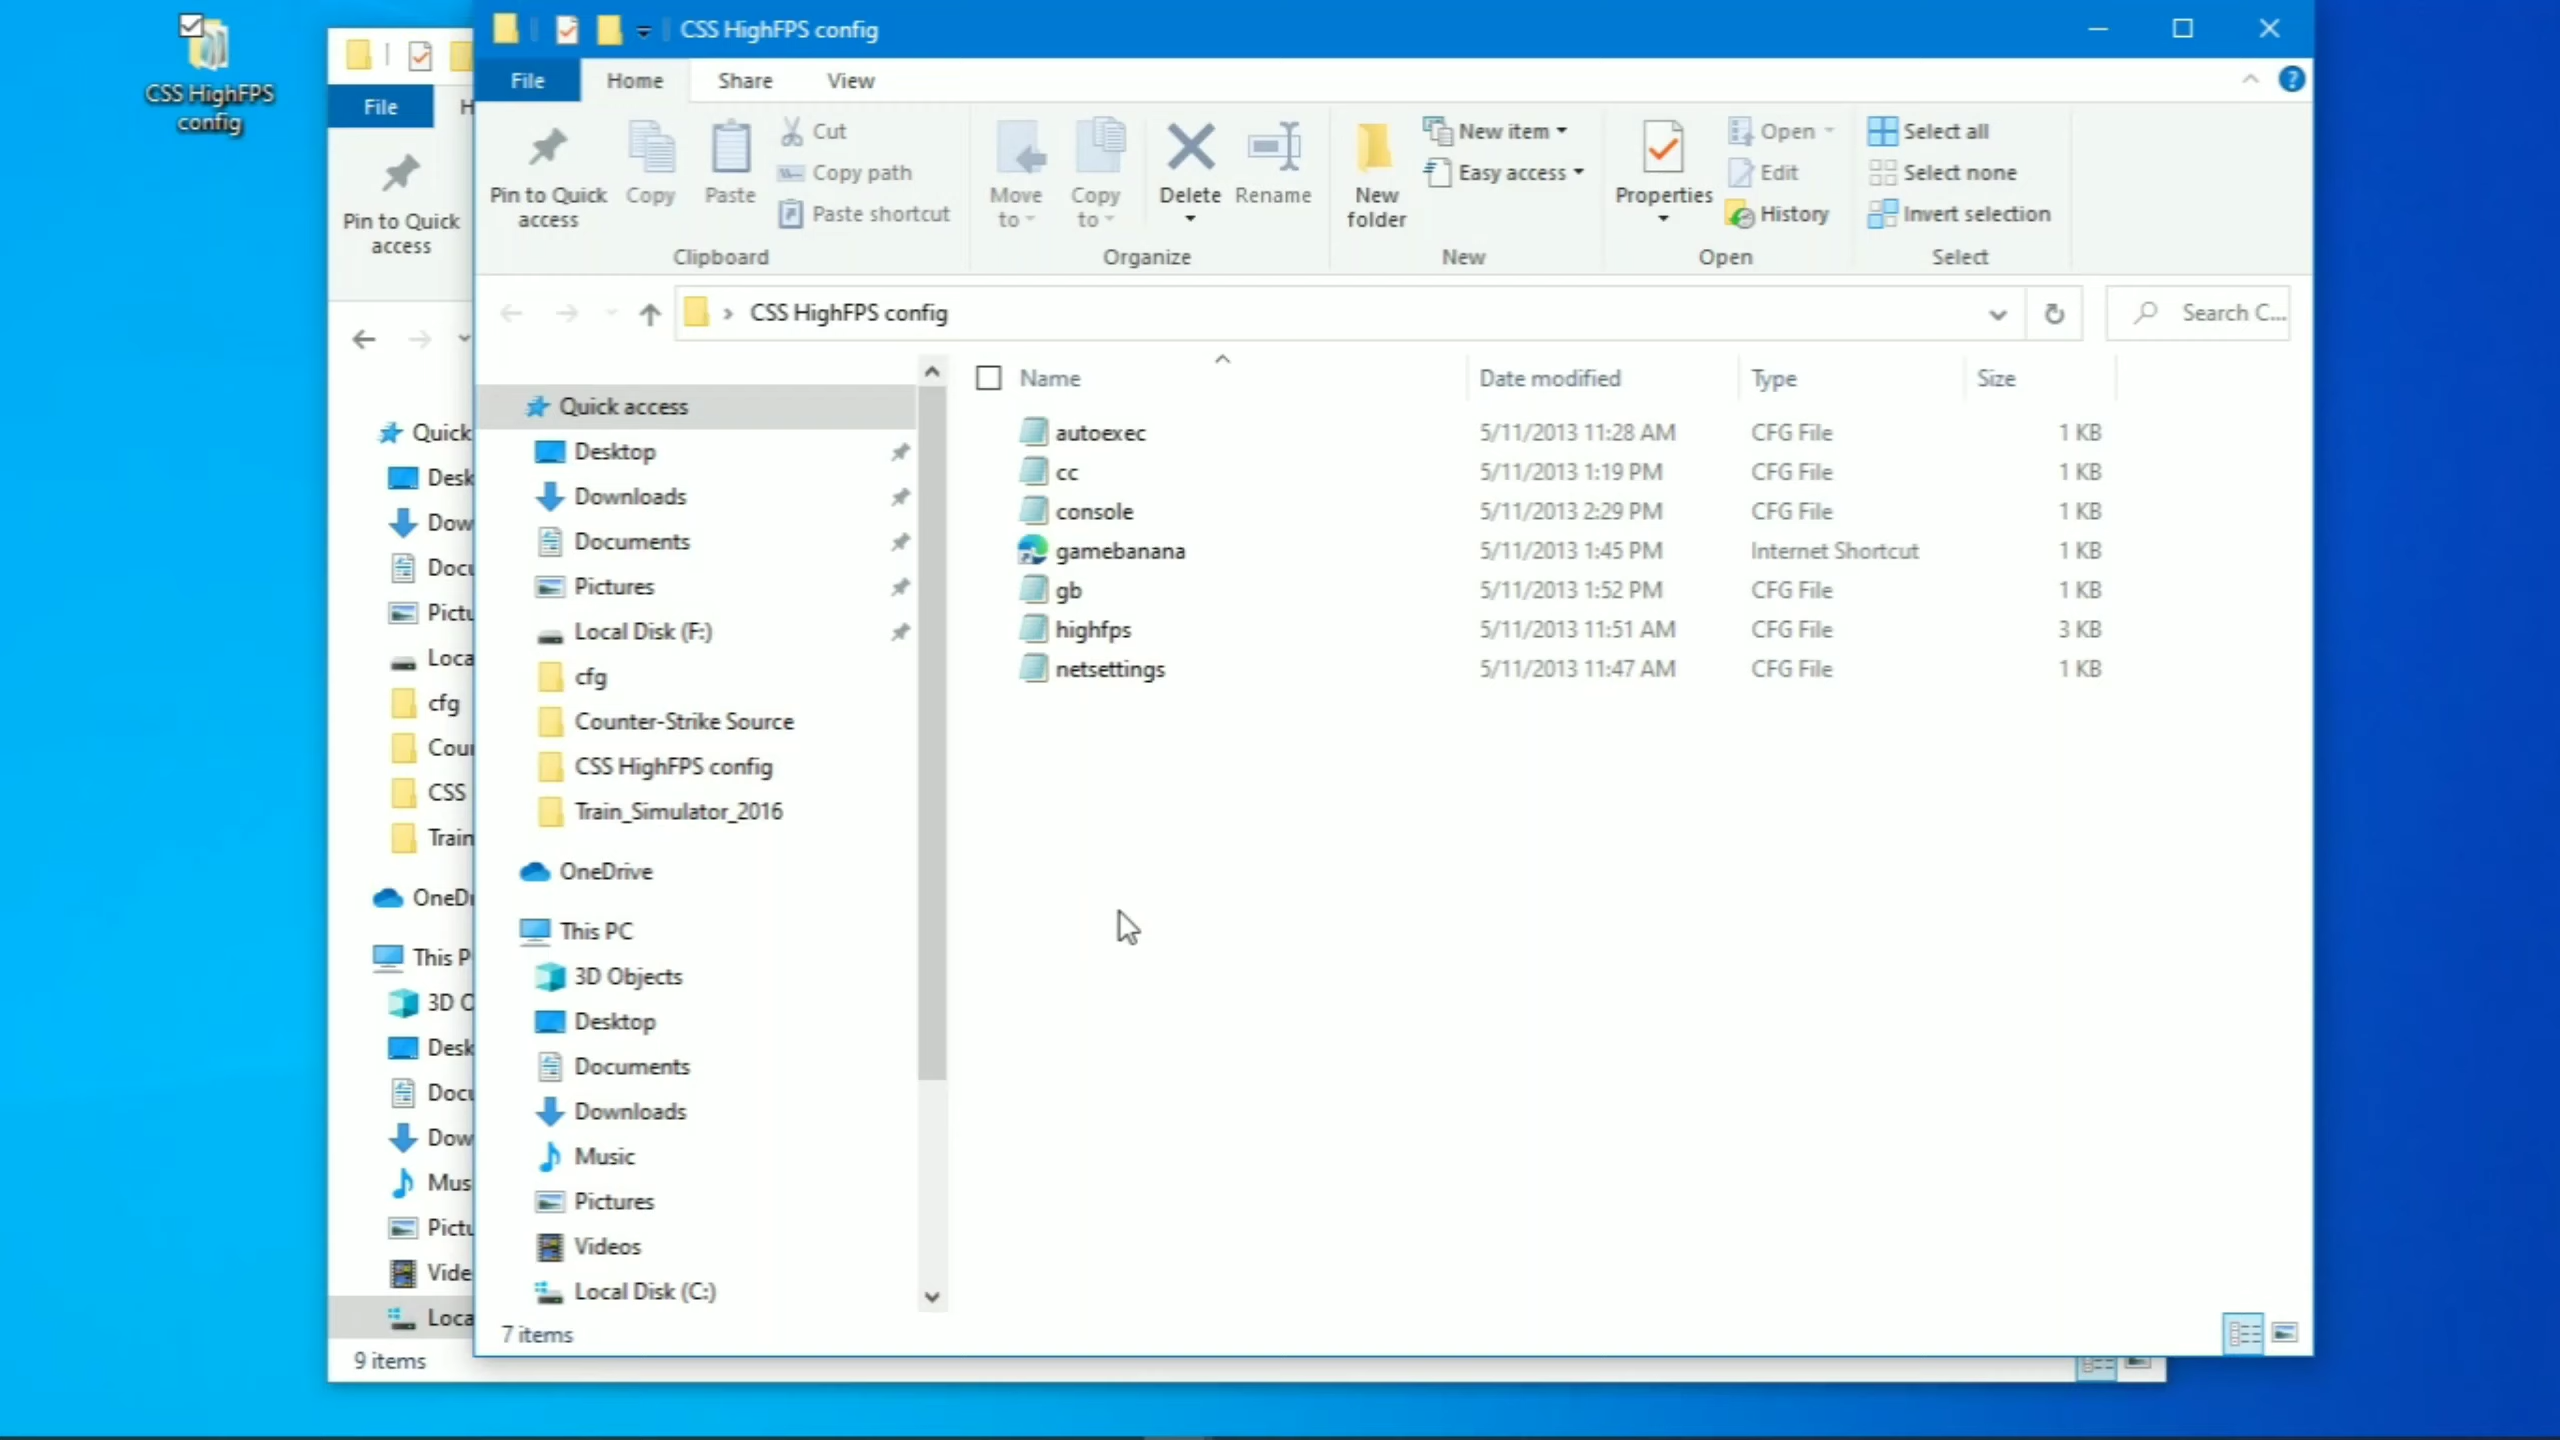 CSS HighFPS
config
File
H
Pin to Quick
access
Quick
Desk
Dow
Docu
Pictu
Loca
cfg
Coun
CSS
Train
OneDr
This P
3D O
Desk
Docu
Dow
Mus
Pictu
Vide
Loca
9 items
CSS HighFPS config
File Home Share View
Pin to Quick
access
Copy
Paste
Cut
Copy path
Paste shortcut
Clipboard
Move
to
Copy
to
Delete
Rename
Organize
New
folder
New item
Easy access
New
Properties
Open
Edit
History
Open
Select all
Select none
Invert selection
Select
CSS HighFPS config
Search C...
Quick access
Desktop
Downloads
Documents
Pictures
Local Disk (F:)
cfg
Counter-Strike Source
CSS HighFPS config
Train_Simulator_2016
OneDrive
This PC
3D Objects
Desktop
Documents
Downloads
Music
Pictures
Videos
Local Disk (C:)
Name Date modified Type Size
autoexec 5/11/2013 11:28 AM CFG File 1 KB
cc 5/11/2013 1:19 PM CFG File 1 KB
console 5/11/2013 2:29 PM CFG File 1 KB
gamebanana 5/11/2013 1:45 PM Internet Shortcut 1 KB
gb 5/11/2013 1:52 PM CFG File 1 KB
highfps 5/11/2013 11:51 AM CFG File 3 KB
netsettings 5/11/2013 11:47 AM CFG File 1 KB
7 items